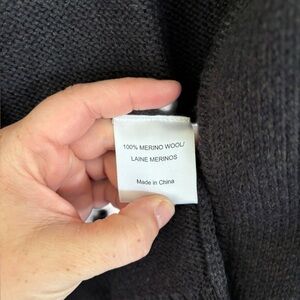 100% MERINO WOOL/
LAINE MERINOS
Made in China